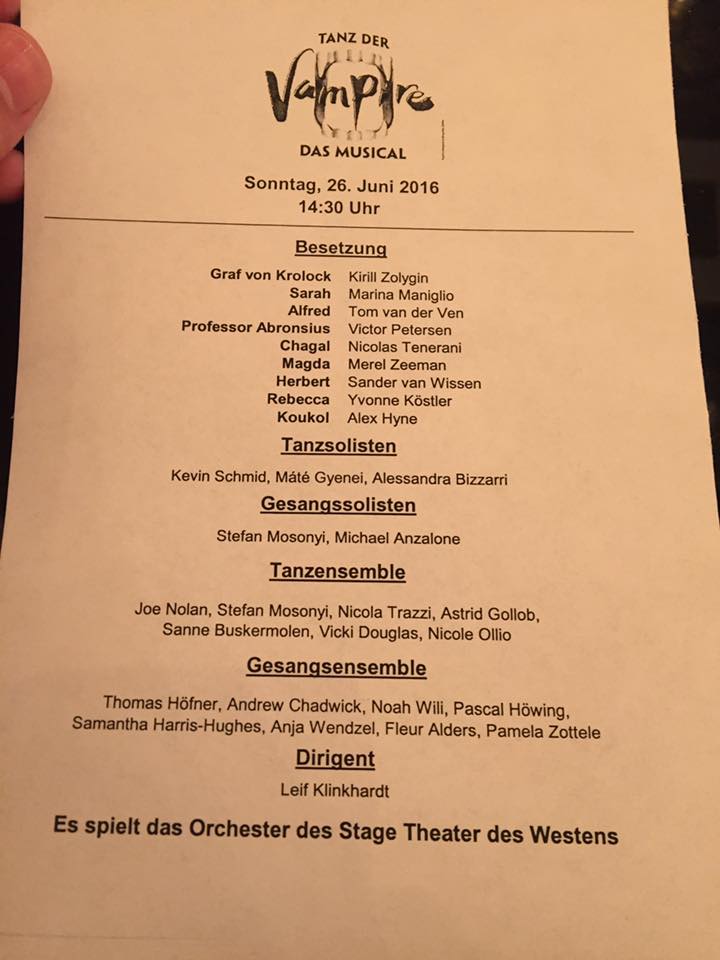 TANZ DER
Vampire
DAS MUSICAL
Sonntag, 26. Juni 2016
14:30 Uhr
Besetzung
Graf von Krolock Kirill Zolygin
Sarah Marina Maniglio
Alfred Tom van der Ven
Professor Abronsius Victor Petersen
Chagal Nicolas Tenerani
Magda Merel Zeeman
Herbert Sander van Wissen
Rebecca Yvonne Köstler
Koukol Alex Hyne
Tanzsolisten
Kevin Schmid, Máté Gyenei, Alessandra Bizzarri
Gesangssolisten
Stefan Mosonyi, Michael Anzalone
Tanzensemble
Joe Nolan, Stefan Mosonyi, Nicola Trazzi, Astrid Gollob,
Sanne Buskermolen, Vicki Douglas, Nicole Ollio
Gesangsensemble
Thomas Höfner, Andrew Chadwick, Noah Wili, Pascal Höwing,
Samantha Harris-Hughes, Anja Wendzel, Fleur Alders, Pamela Zottele
Dirigent
Leif Klinkhardt
Es spielt das Orchester des Stage Theater des Westens